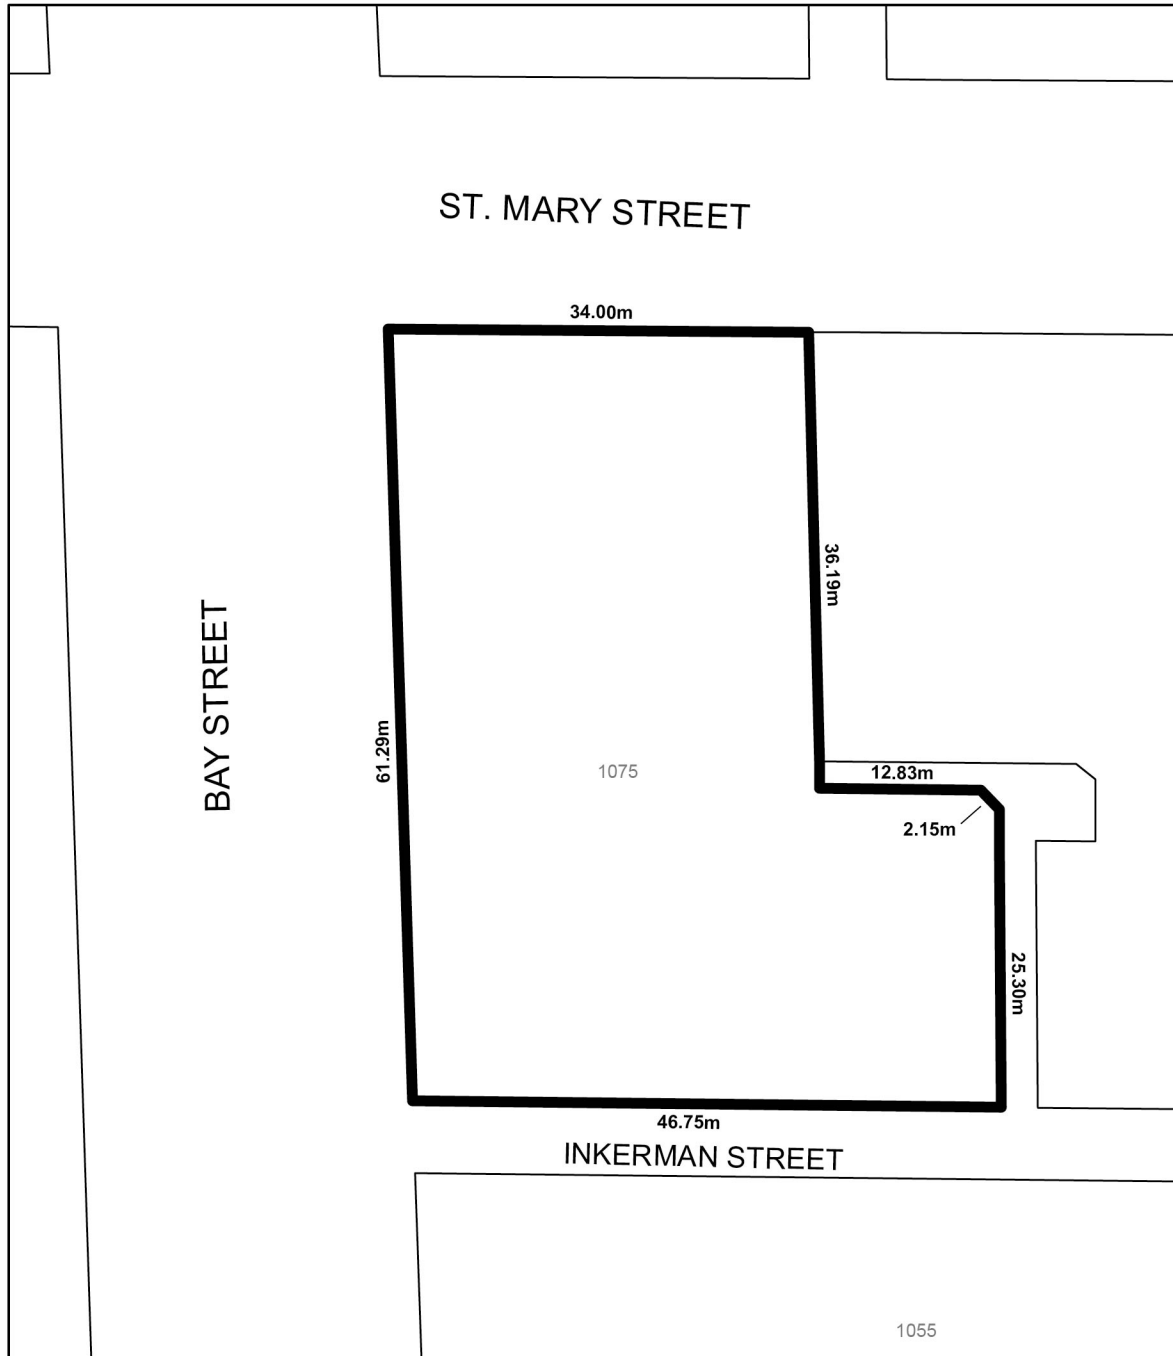 ST. MARY STREET
34.00m
36.19m
BAY STREET
61.29m
1075
12.83m
2.15m
25.30m
46.75m
INKERMAN STREET
1055